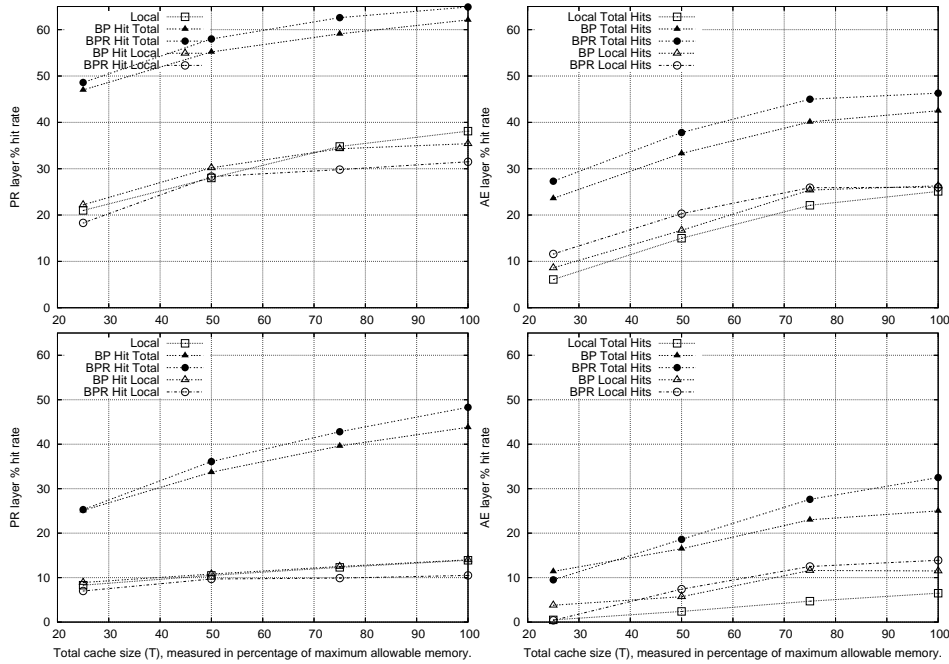 PR layer % hit rate
60
50
40
30
20
10
0
20 30 40 50 60 70 80 90 100
Local
BP Hit Total
BPR Hit Total
BP Hit Local
BPR Hit Local
AE layer % hit rate
60
50
40
30
20
10
0
20 30 40 50 60 70 80 90 100
Local Total Hits
BP Total Hits
BPR Total Hits
BP Local Hits
BPR Local Hits
PR layer % hit rate
60
50
40
30
20
10
0
20 30 40 50 60 70 80 90 100
Local
BP Hit Total
BPR Hit Total
BP Hit Local
BPR Hit Local
Total cache size (T), measured in percentage of maximum allowable memory.
AE layer % hit rate
60
50
40
30
20
10
0
20 30 40 50 60 70 80 90 100
Local Total Hits
BP Total Hits
BPR Total Hits
BP Local Hits
BPR Local Hits
Total cache size (T), measured in percentage of maximum allowable memory.